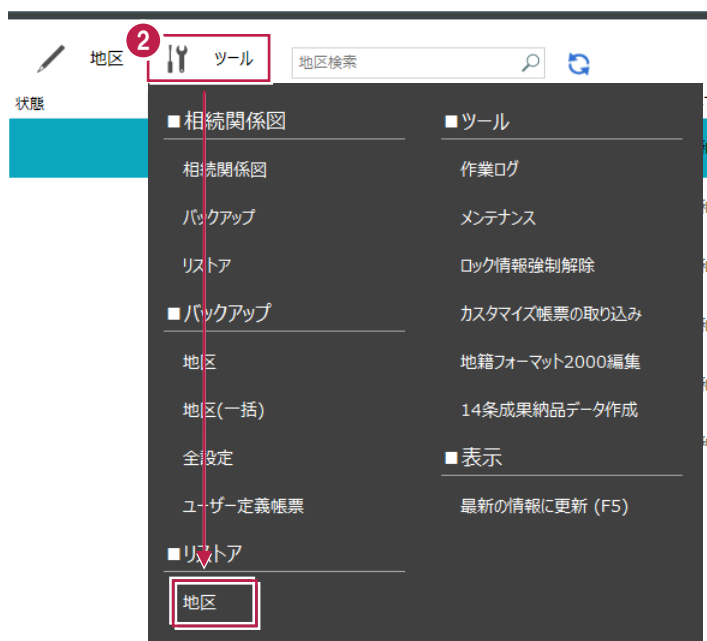 2
地区
ツール
地区検索
状態
■相続関係図
相続関係図
バックアップ
リストア
■バックアップ
地区
地区(一括)
全設定
ユーザー定義帳票
■リストア
地区
■ツール
作業ログ
メンテナンス
ロック情報強制解除
カスタマイズ帳票の取り込み
地籍フォーマット2000編集
14条成果納品データ作成
■表示
最新の情報に更新 (F5)